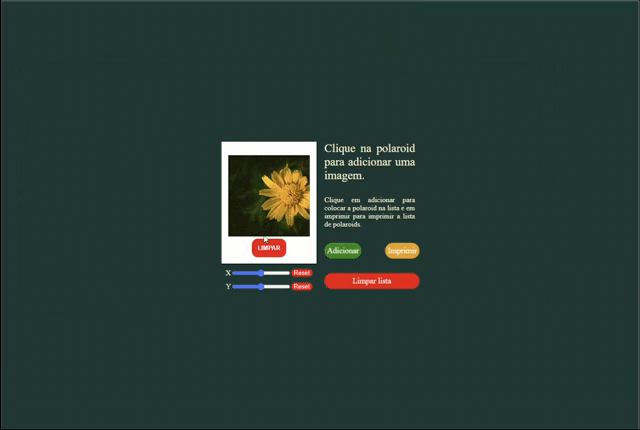 Clique na polaroid
para adicionar uma
imagem.
Clique em adicionar para
colocar a polaroid na lista e em
imprimir para imprimir a lista
de polaroids.
LIMPAR
Adicionar
Imprimir
X
Reset
Y
Reset
Limpar lista